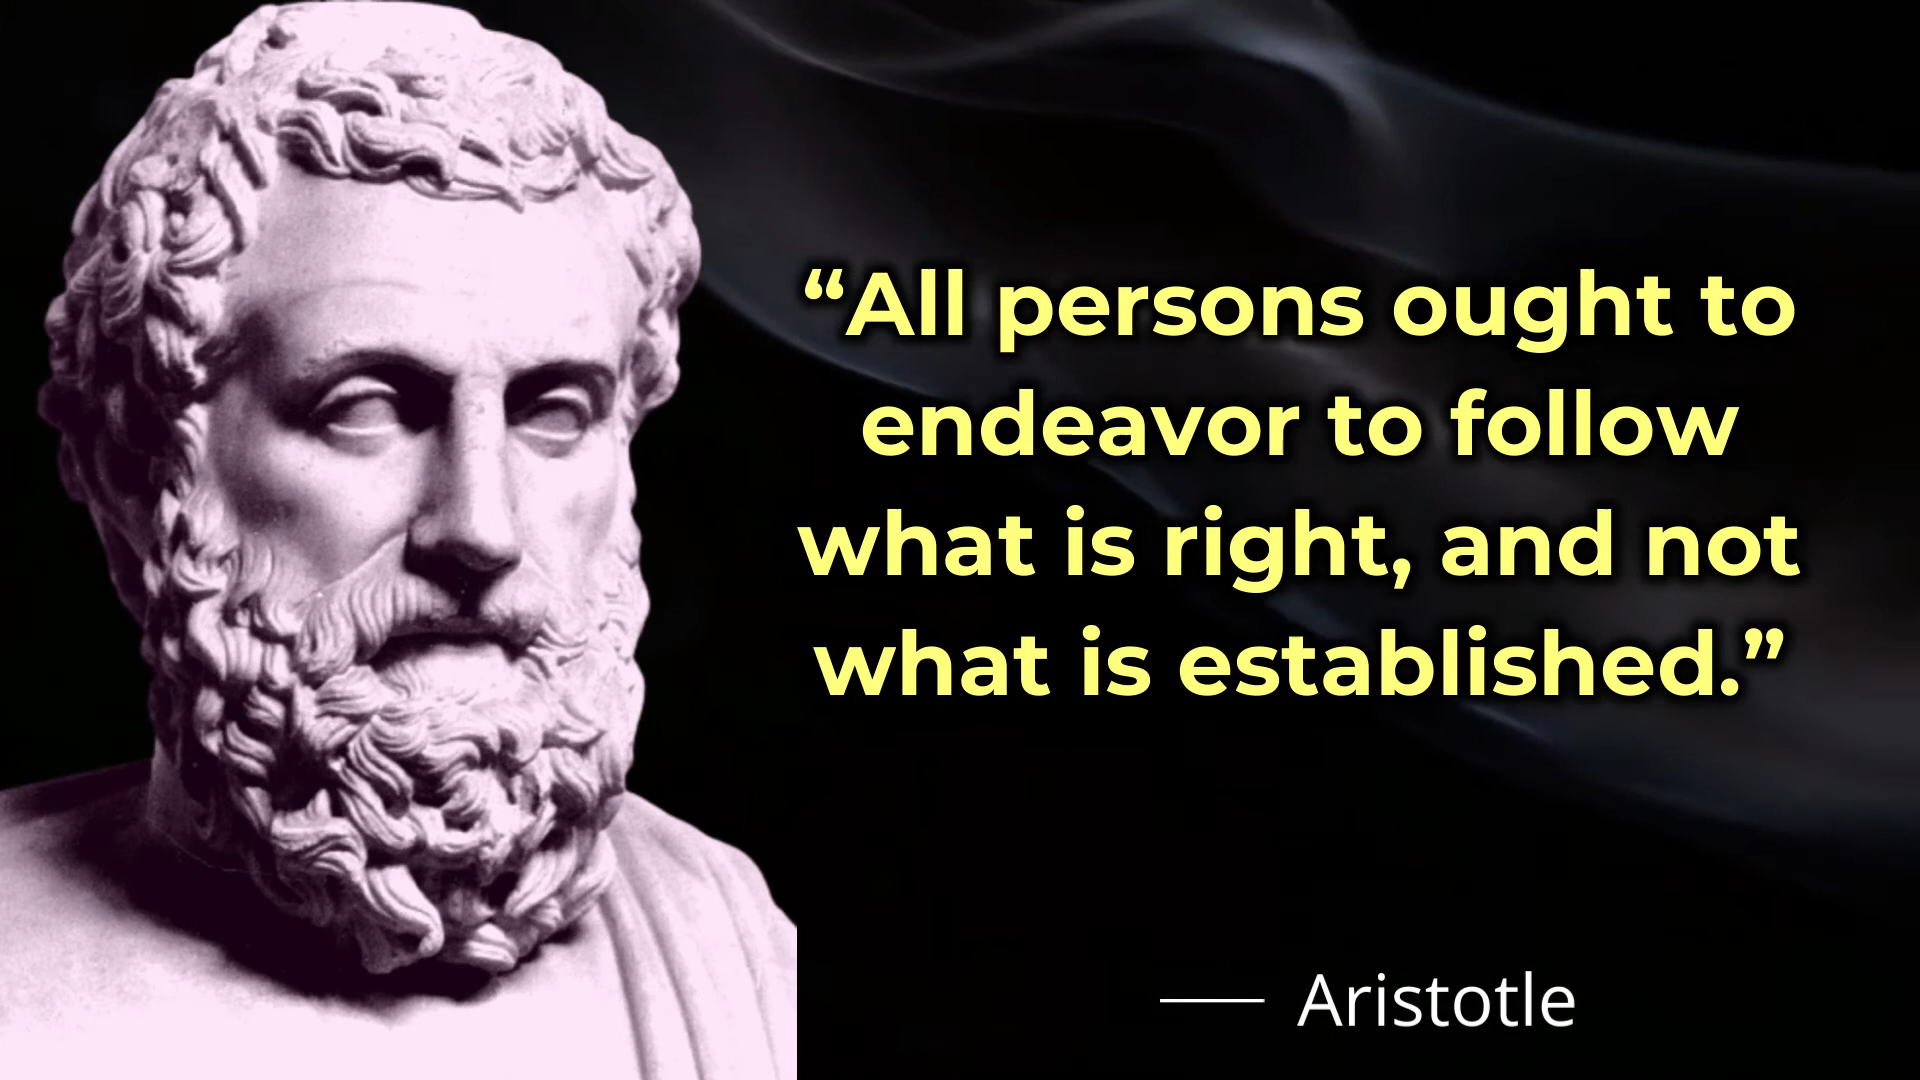 “All persons ought to
endeavor to follow
what is right, and not
what is established.”
— Aristotle